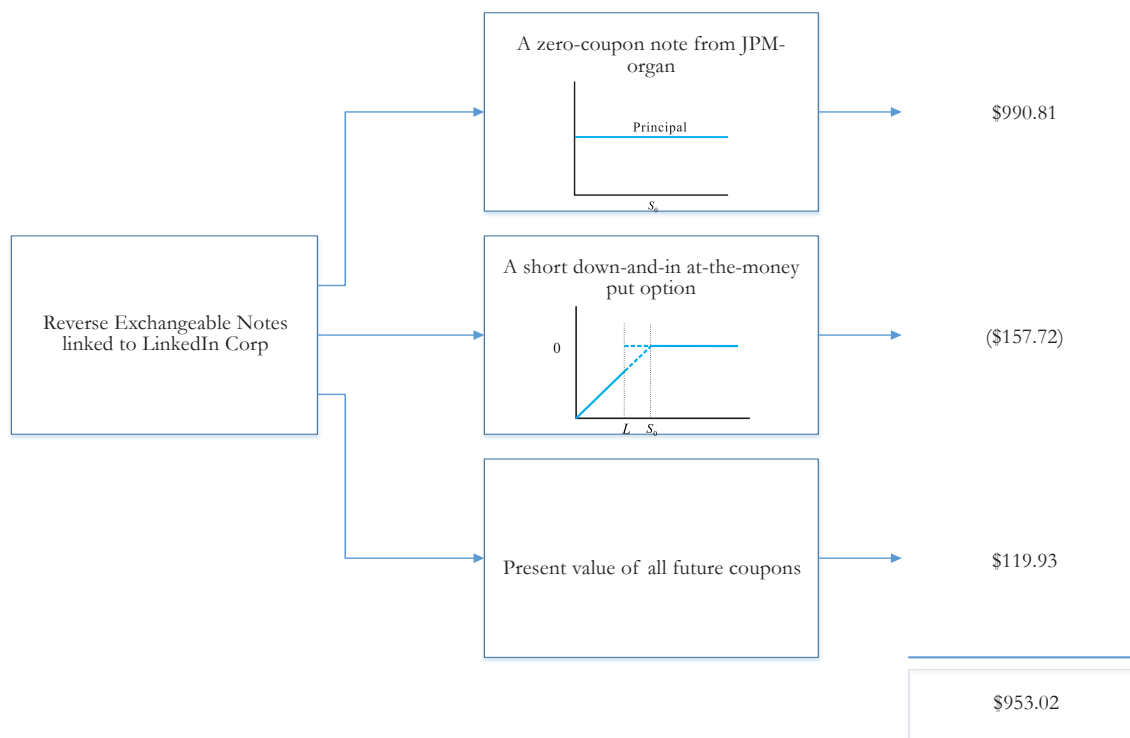 A zero-coupon note from JPM-
organ
Principal
S₀
$990.81
Reverse Exchangeable Notes
linked to LinkedIn Corp
A short down-and-in at-the-money
put option
0
L S₀
($157.72)
Present value of all future coupons
$119.93
$953.02